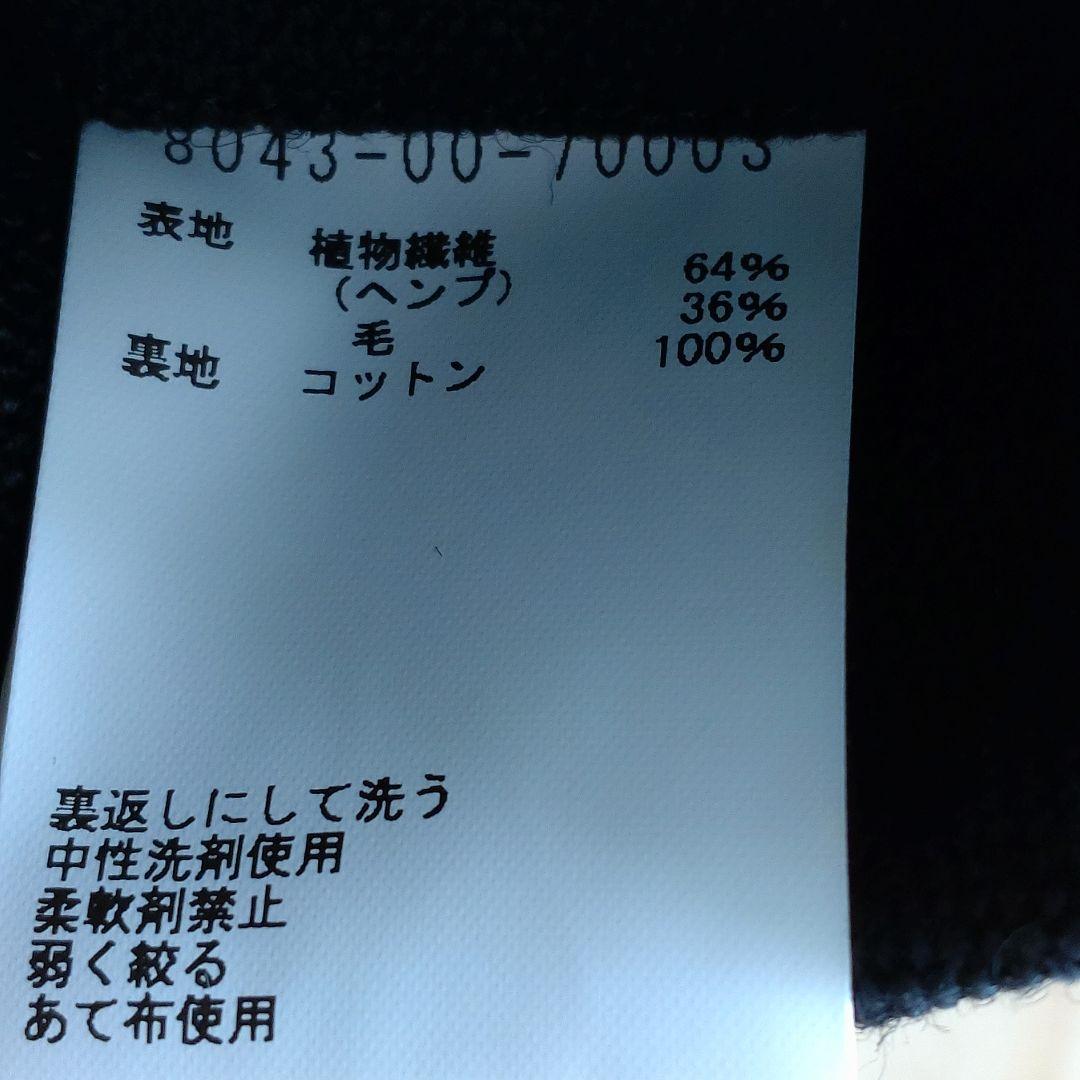 8043-00-70003
表地 植物繊維
(ヘンプ) 64%
毛 36%
裏地 コットン 100%
裏返しにして洗う
中性洗剤使用
柔軟剤禁止
弱く絞る
あて布使用